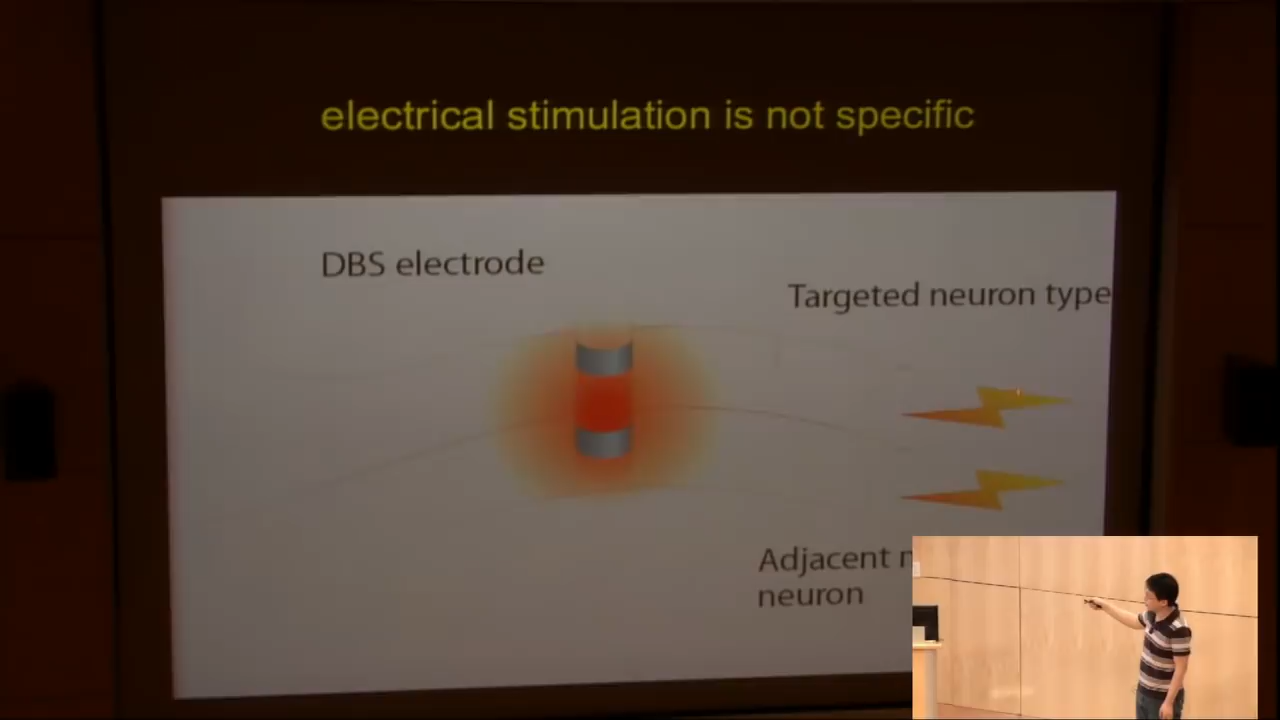 electrical stimulation is not specific
DBS electrode
Targeted neuron type
Adjacent
neuron